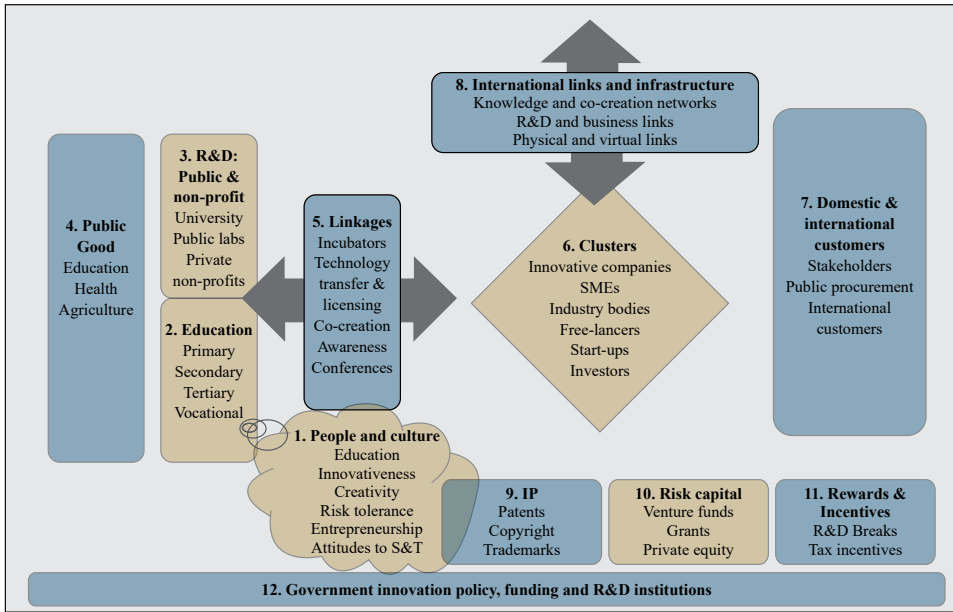 8. International links and infrastructure
Knowledge and co-creation networks
R&D and business links
Physical and virtual links
4. Public
Good
Education
Health
Agriculture
3. R&D:
Public &
non-profit
University
Public labs
Private
non-profits
2. Education
Primary
Secondary
Tertiary
Vocational
5. Linkages
Incubators
Technology
transfer &
licensing
Co-creation
Awareness
Conferences
6. Clusters
Innovative companies
SMEs
Industry bodies
Free-lancers
Start-ups
Investors
7. Domestic &
international
customers
Stakeholders
Public procurement
International
customers
1. People and culture
Education
Innovativeness
Creativity
Risk tolerance
Entrepreneurship
Attitudes to S&T
9. IP
Patents
Copyright
Trademarks
10. Risk capital
Venture funds
Grants
Private equity
11. Rewards &
Incentives
R&D Breaks
Tax incentives
12. Government innovation policy, funding and R&D institutions